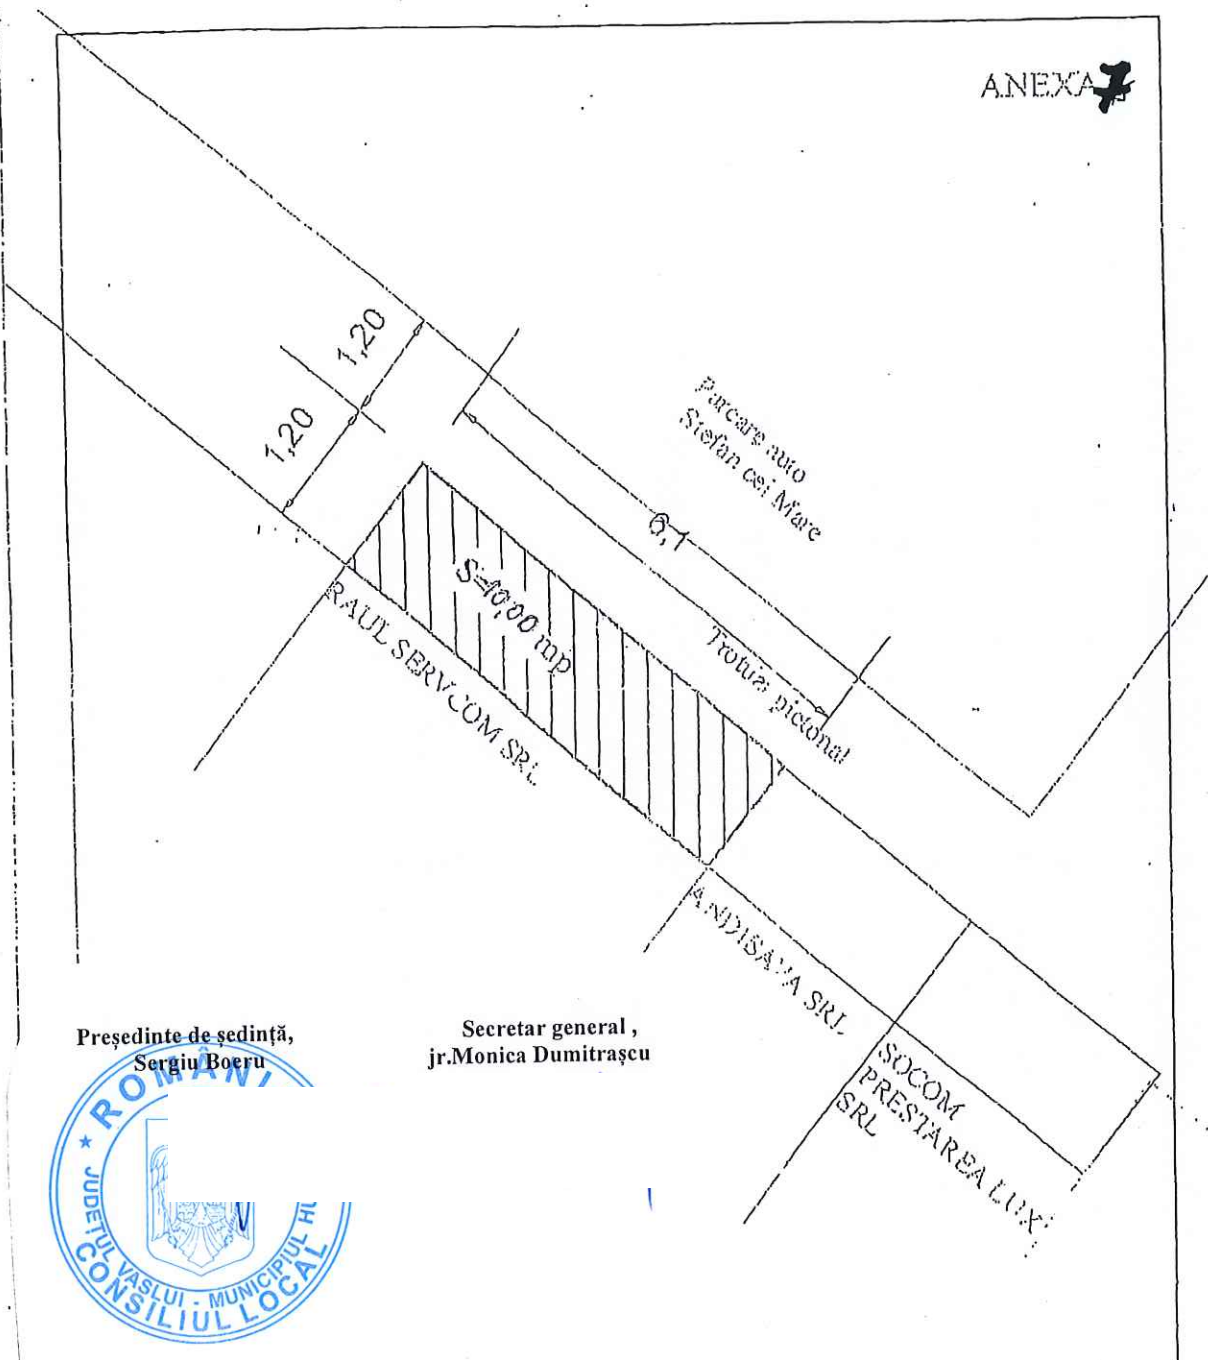 ANEXA 7
1,20
1,20
Parcare auto
Stefan cel Mare
6,1
S=10,00 mp
Trotuar pietonal
RAUL SERVCOM SRL
ANDISAVA SRL
SOCOM
PRESTAREA LUX
SRL
Președinte de ședință,
Sergiu Boeru
Secretar general ,
jr.Monica Dumitrașcu
ROMÂNI
JUDEȚUL VASLUI - MUNICIPIUL HU
CONSILIUL LOCAL